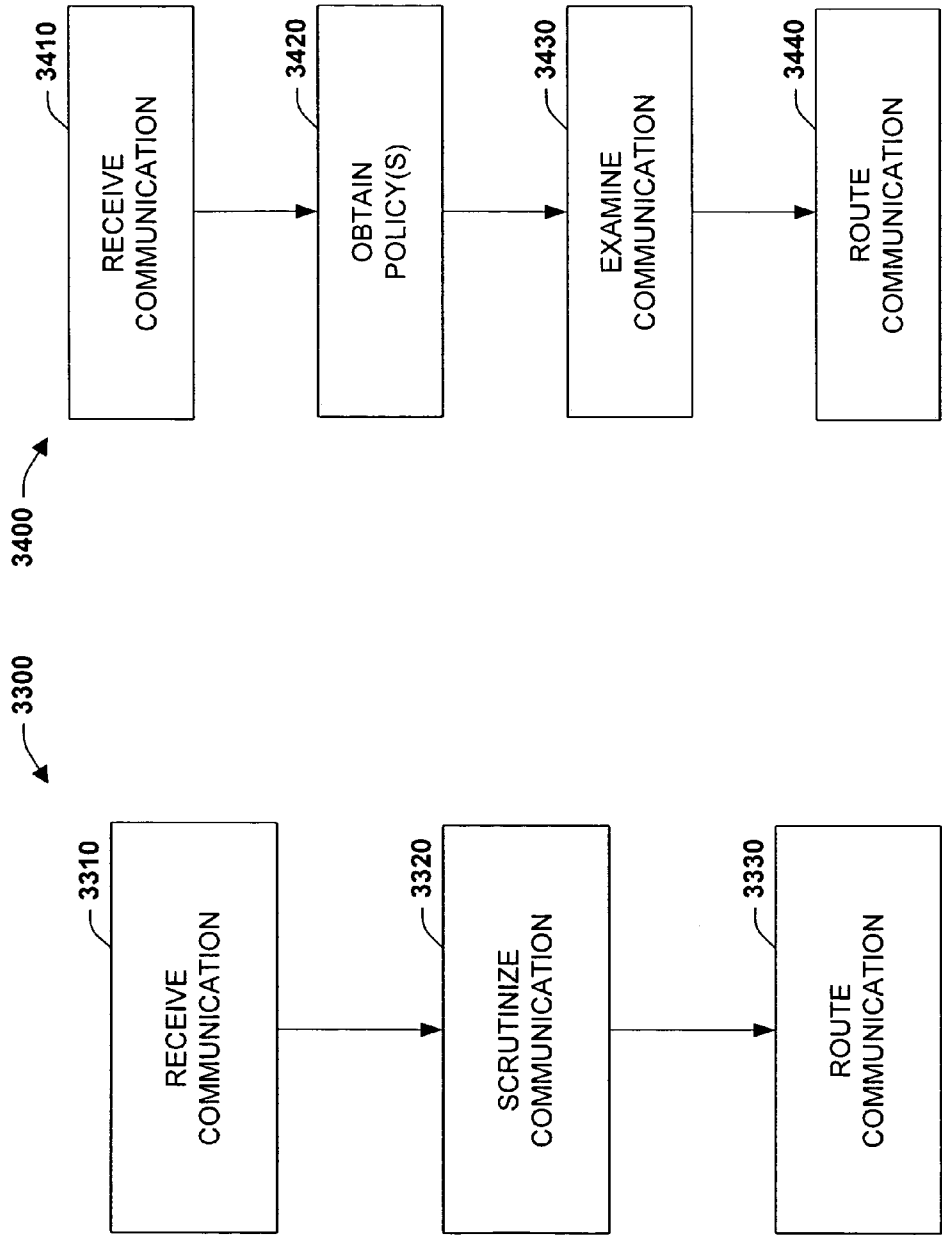 3300
3310
RECEIVE
COMMUNICATION
3320
SCRUTINIZE
COMMUNICATION
3330
ROUTE
COMMUNICATION
3400
3410
RECEIVE
COMMUNICATION
3420
OBTAIN
POLICY(S)
3430
EXAMINE
COMMUNICATION
3440
ROUTE
COMMUNICATION